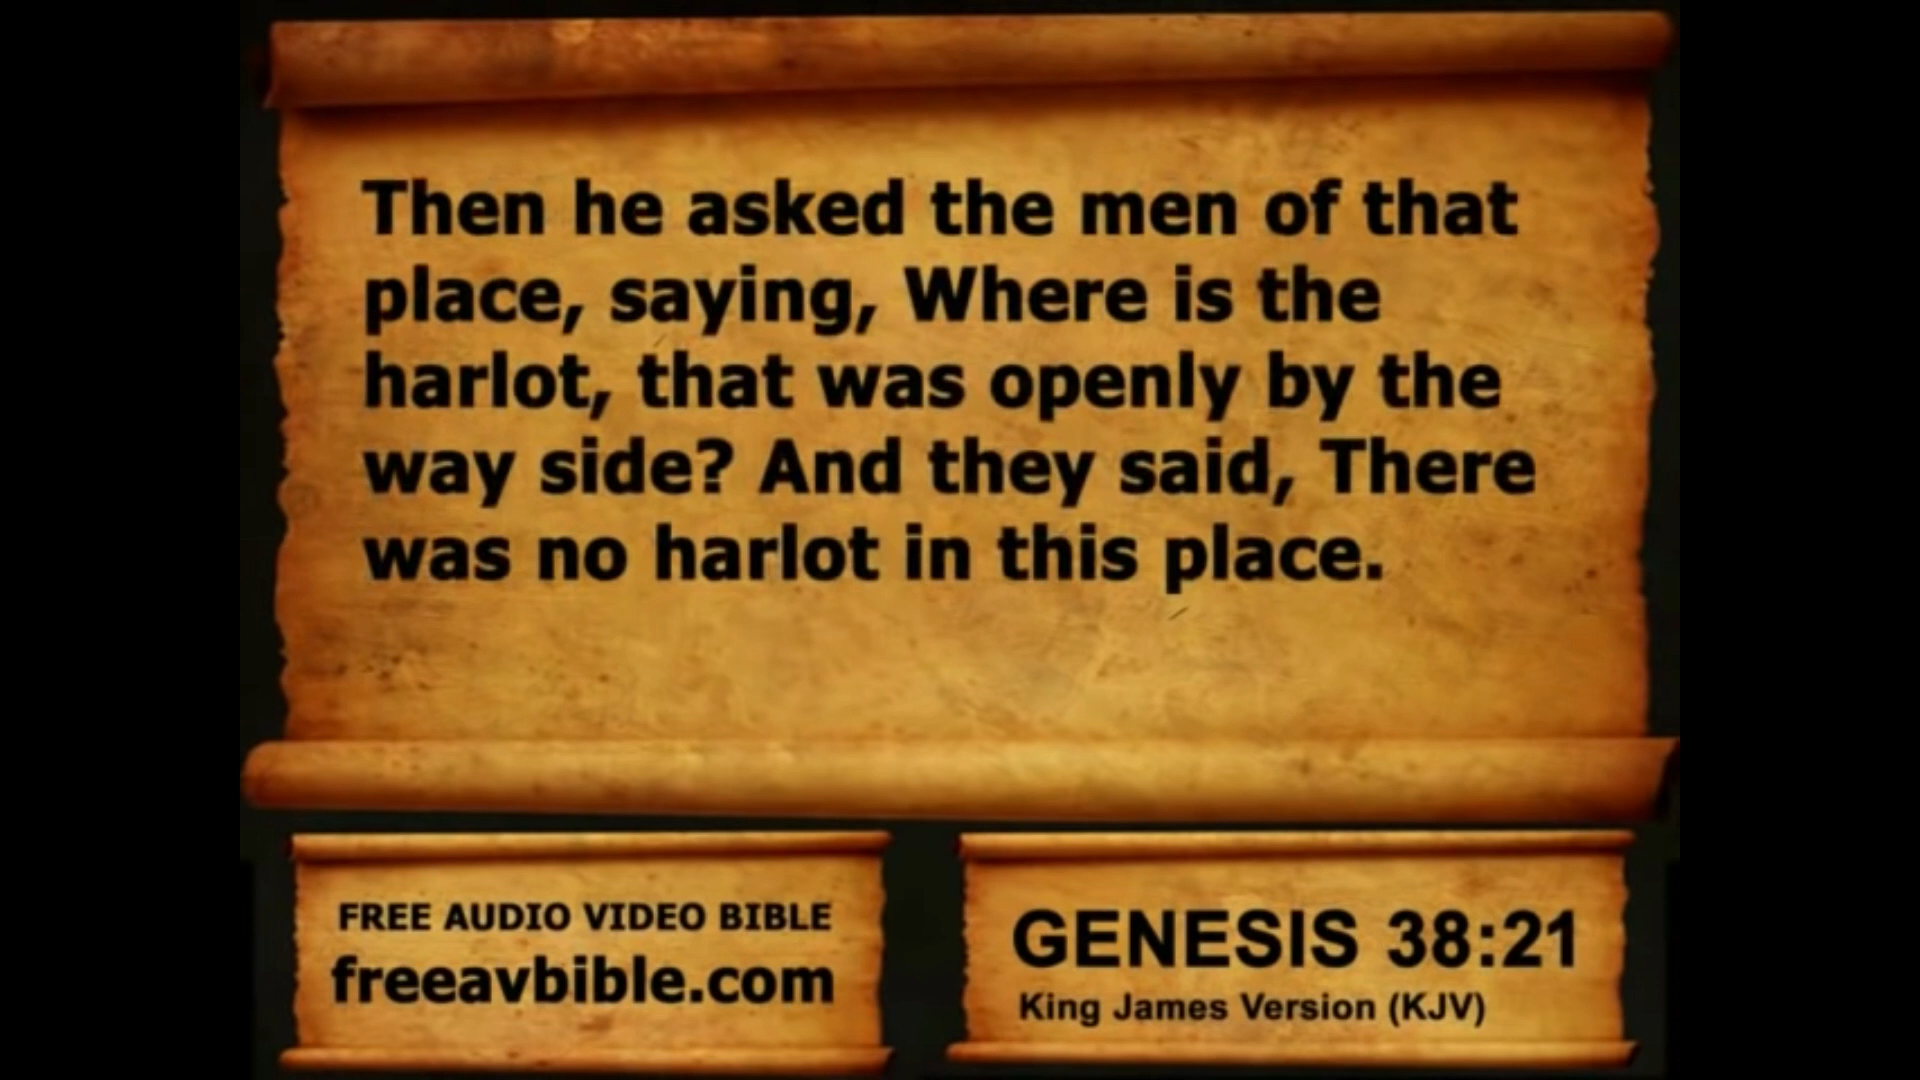 Then he asked the men of that
place, saying, Where is the
harlot, that was openly by the
way side? And they said, There
was no harlot in this place.
FREE AUDIO VIDEO BIBLE
freeavbible.com
GENESIS 38:21
King James Version (KJV)